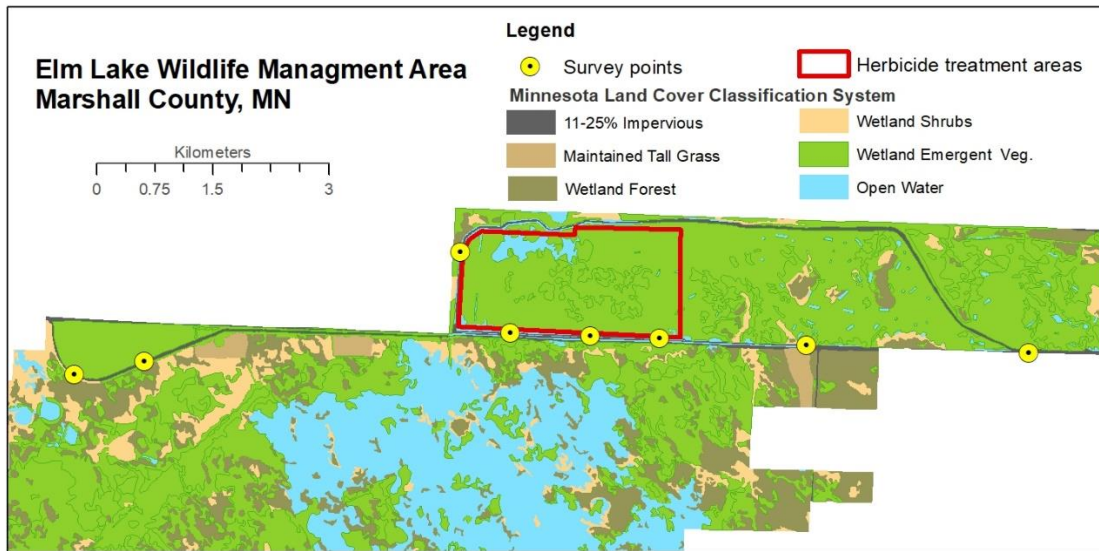 Elm Lake Wildlife Managment Area
Marshall County, MN
Kilometers
0 0.75 1.5 3
Legend
Survey points
Herbicide treatment areas
Minnesota Land Cover Classification System
11-25% Impervious
Maintained Tall Grass
Wetland Forest
Wetland Shrubs
Wetland Emergent Veg.
Open Water